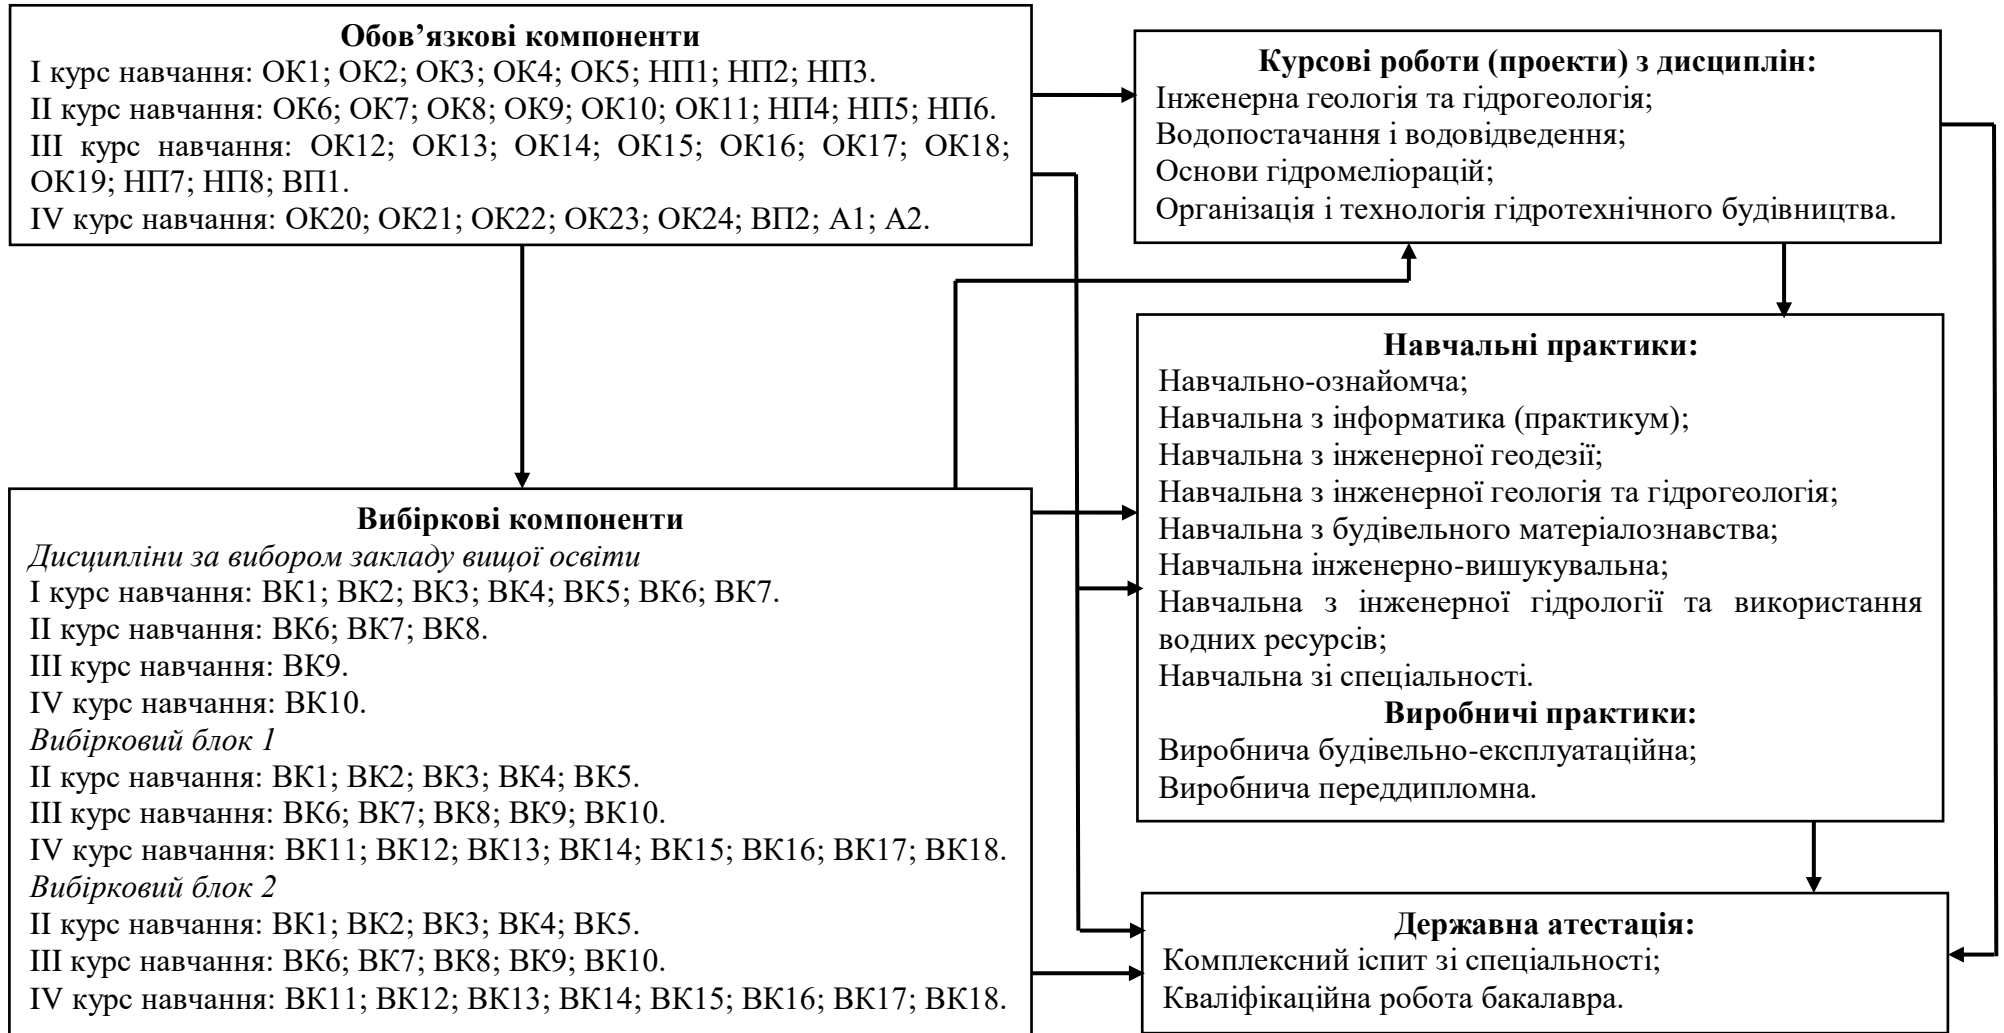 Обов’язкові компоненти
І курс навчання: ОК1; ОК2; ОК3; ОК4; ОК5; НП1; НП2; НП3.
ІІ курс навчання: ОК6; ОК7; ОК8; ОК9; ОК10; ОК11; НП4; НП5; НП6.
ІІІ курс навчання: ОК12; ОК13; ОК14; ОК15; ОК16; ОК17; ОК18;
ОК19; НП7; НП8; ВП1.
IV курс навчання: ОК20; ОК21; ОК22; ОК23; ОК24; ВП2; А1; А2.
Курсові роботи (проекти) з дисциплін:
Інженерна геологія та гідрогеологія;
Водопостачання і водовідведення;
Основи гідромеліорацій;
Організація і технологія гідротехнічного будівництва.
Вибіркові компоненти
Дисципліни за вибором закладу вищої освіти
І курс навчання: ВК1; ВК2; ВК3; ВК4; ВК5; ВК6; ВК7.
ІІ курс навчання: ВК6; ВК7; ВК8.
ІІІ курс навчання: ВК9.
IV курс навчання: ВК10.
Вибірковий блок 1
ІІ курс навчання: ВК1; ВК2; ВК3; ВК4; ВК5.
ІІІ курс навчання: ВК6; ВК7; ВК8; ВК9; ВК10.
IV курс навчання: ВК11; ВК12; ВК13; ВК14; ВК15; ВК16; ВК17; ВК18.
Вибірковий блок 2
ІІ курс навчання: ВК1; ВК2; ВК3; ВК4; ВК5.
ІІІ курс навчання: ВК6; ВК7; ВК8; ВК9; ВК10.
IV курс навчання: ВК11; ВК12; ВК13; ВК14; ВК15; ВК16; ВК17; ВК18.
Навчальні практики:
Навчально-ознайомча;
Навчальна з інформатика (практикум);
Навчальна з інженерної геодезії;
Навчальна з інженерної геологія та гідрогеологія;
Навчальна з будівельного матеріалознавства;
Навчальна інженерно-вишукувальна;
Навчальна з інженерної гідрології та використання
водних ресурсів;
Навчальна зі спеціальності.
Виробничі практики:
Виробнича будівельно-експлуатаційна;
Виробнича переддипломна.
Державна атестація:
Комплексний іспит зі спеціальності;
Кваліфікаційна робота бакалавра.